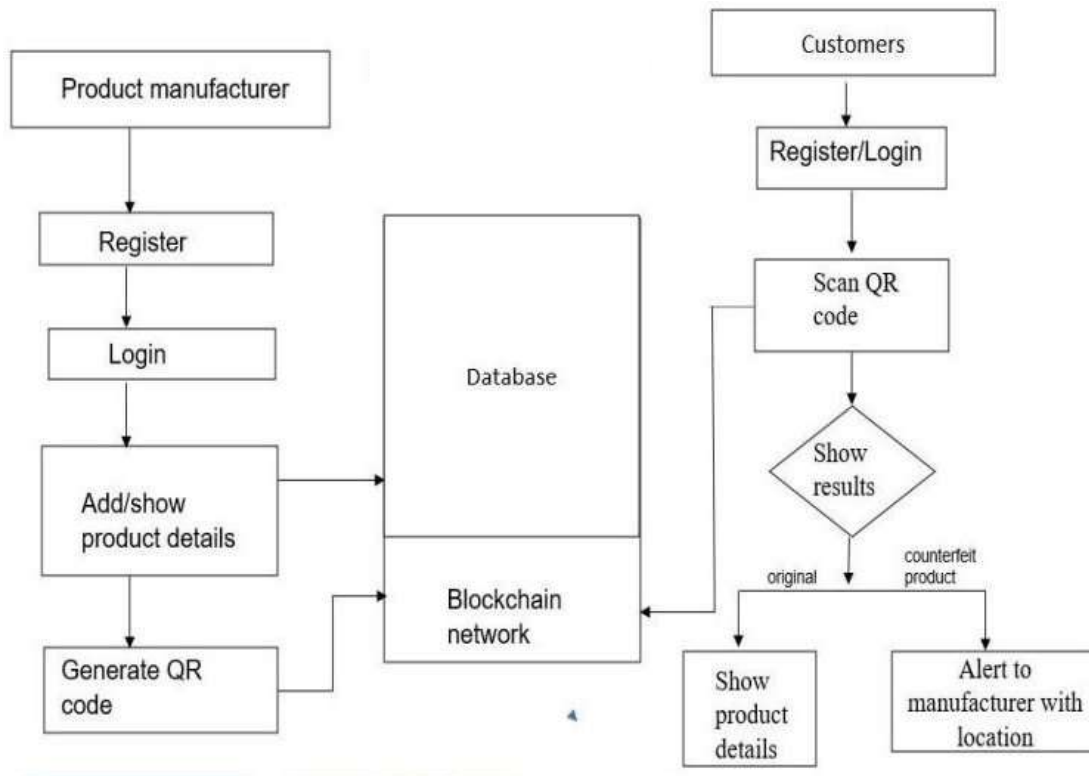 Product manufacturer
Register
Login
Add/show
product details
Generate QR
code
Database
Blockchain
network
Customers
Register/Login
Scan QR
code
Show
results
original
counterfeit
product
Show
product
details
Alert to
manufacturer with
location